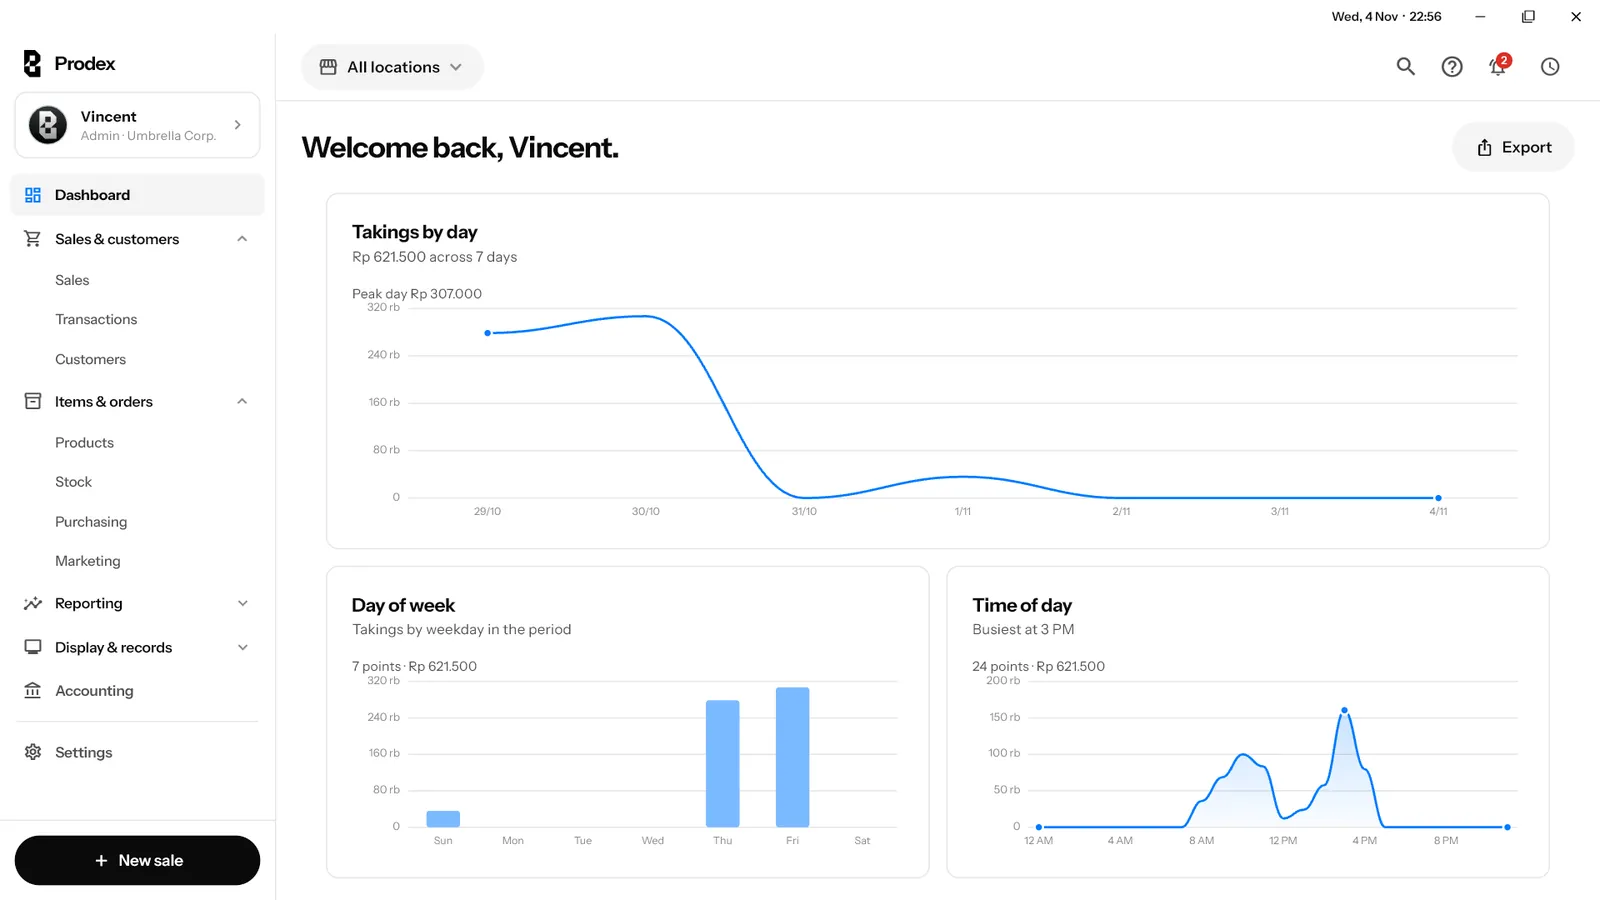 Wed, 4 Nov · 22:56
Prodex
Vincent
Admin · Umbrella Corp.
Dashboard
Sales & customers
Sales
Transactions
Customers
Items & orders
Products
Stock
Purchasing
Marketing
Reporting
Display & records
Accounting
Settings
+ New sale
All locations
2
Welcome back, Vincent.
Export
Takings by day
Rp 621.500 across 7 days
Peak day Rp 307.000
320 rb
240 rb
160 rb
80 rb
0
29/10 30/10 31/10 1/11 2/11 3/11 4/11
Day of week
Takings by weekday in the period
7 points · Rp 621.500
320 rb
240 rb
160 rb
80 rb
0
Sun Mon Tue Wed Thu Fri Sat
Time of day
Busiest at 3 PM
24 points · Rp 621.500
200 rb
150 rb
100 rb
50 rb
0
12 AM 4 AM 8 AM 12 PM 4 PM 8 PM